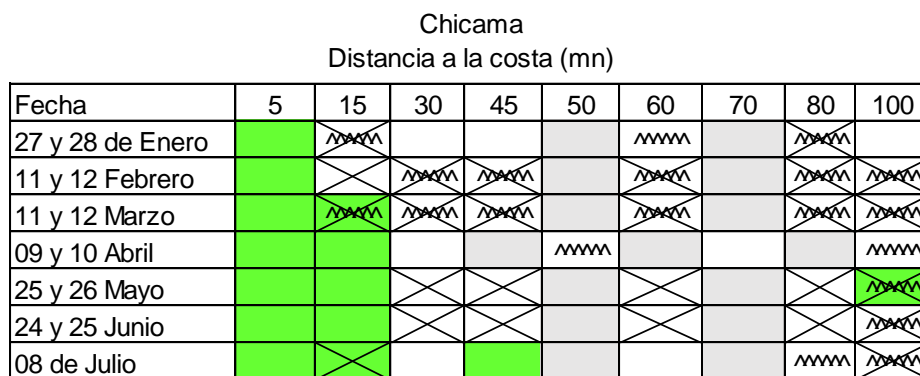 Chicama
Distancia a la costa (mn)
Fecha 5 15 30 45 50 60 70 80 100
27 y 28 de Enero
11 y 12 Febrero
11 y 12 Marzo
09 y 10 Abril
25 y 26 Mayo
24 y 25 Junio
08 de Julio